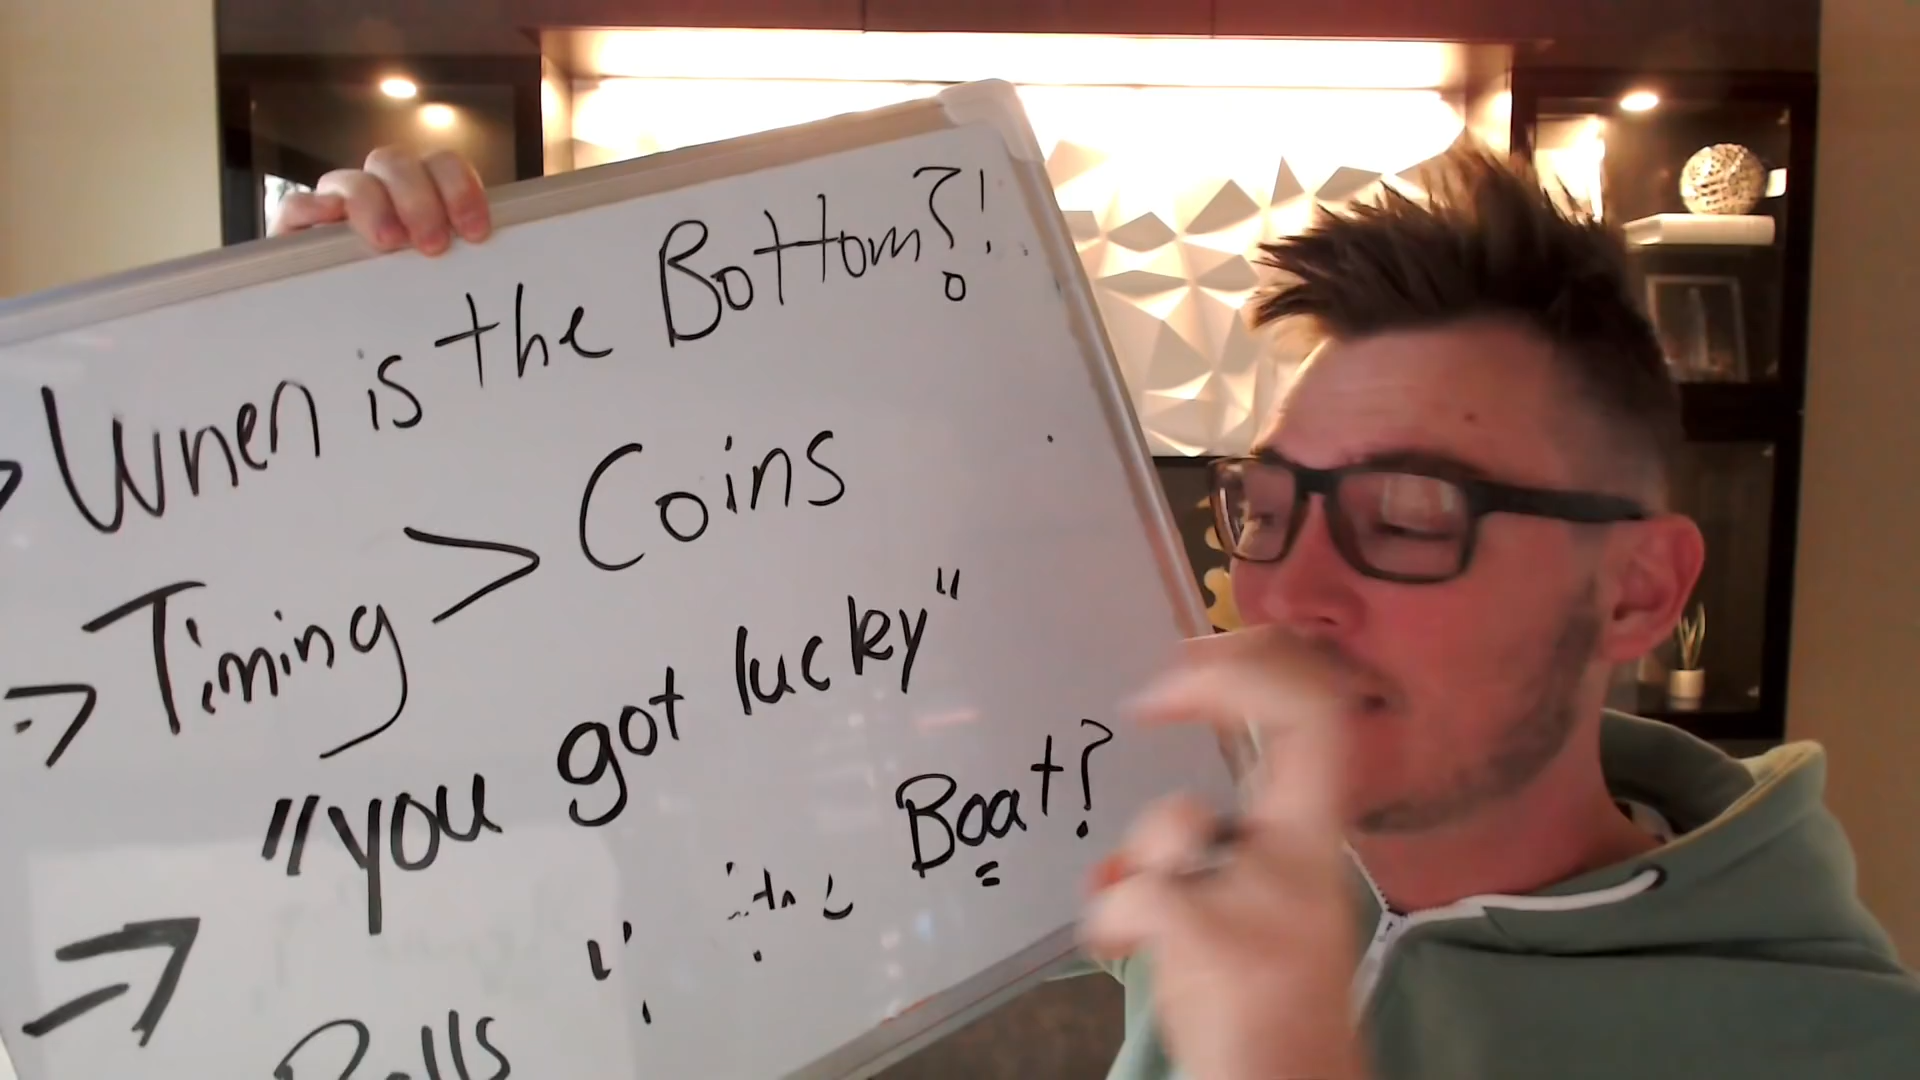 When is the Bottom?!
→ Timing > Coins
"you got lucky"
Boat?